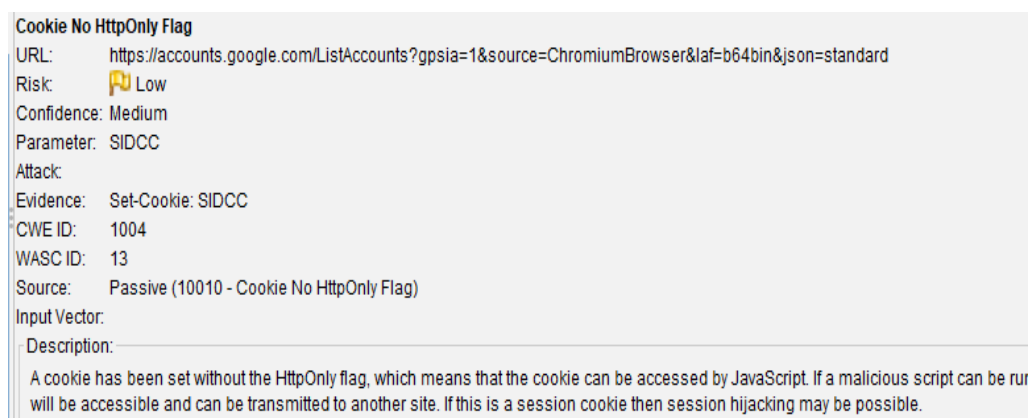 Cookie No HttpOnly Flag
URL: https://accounts.google.com/ListAccounts?gpsia=1&source=ChromiumBrowser&laf=b64bin&json=standard
Risk: Low
Confidence: Medium
Parameter: SIDCC
Attack:
Evidence: Set-Cookie: SIDCC
CWE ID: 1004
WASC ID: 13
Source: Passive (10010 - Cookie No HttpOnly Flag)
Input Vector:
Description:
A cookie has been set without the HttpOnly flag, which means that the cookie can be accessed by JavaScript. If a malicious script can be run
will be accessible and can be transmitted to another site. If this is a session cookie then session hijacking may be possible.